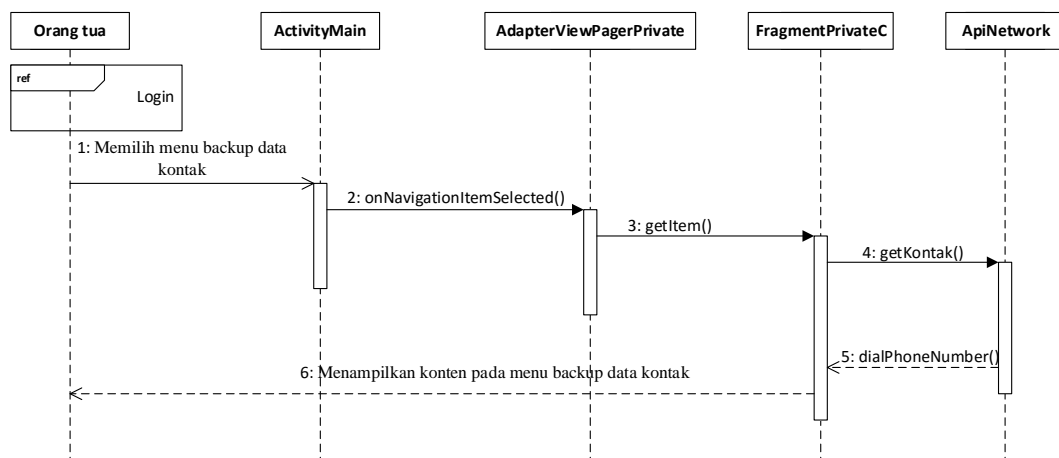 Orang tua
ActivityMain
AdapterViewPagerPrivate
FragmentPrivateC
ApiNetwork
ref
Login
1: Memilih menu backup data
kontak
2: onNavigationItemSelected()
3: getItem()
4: getKontak()
5: dialPhoneNumber()
6: Menampilkan konten pada menu backup data kontak